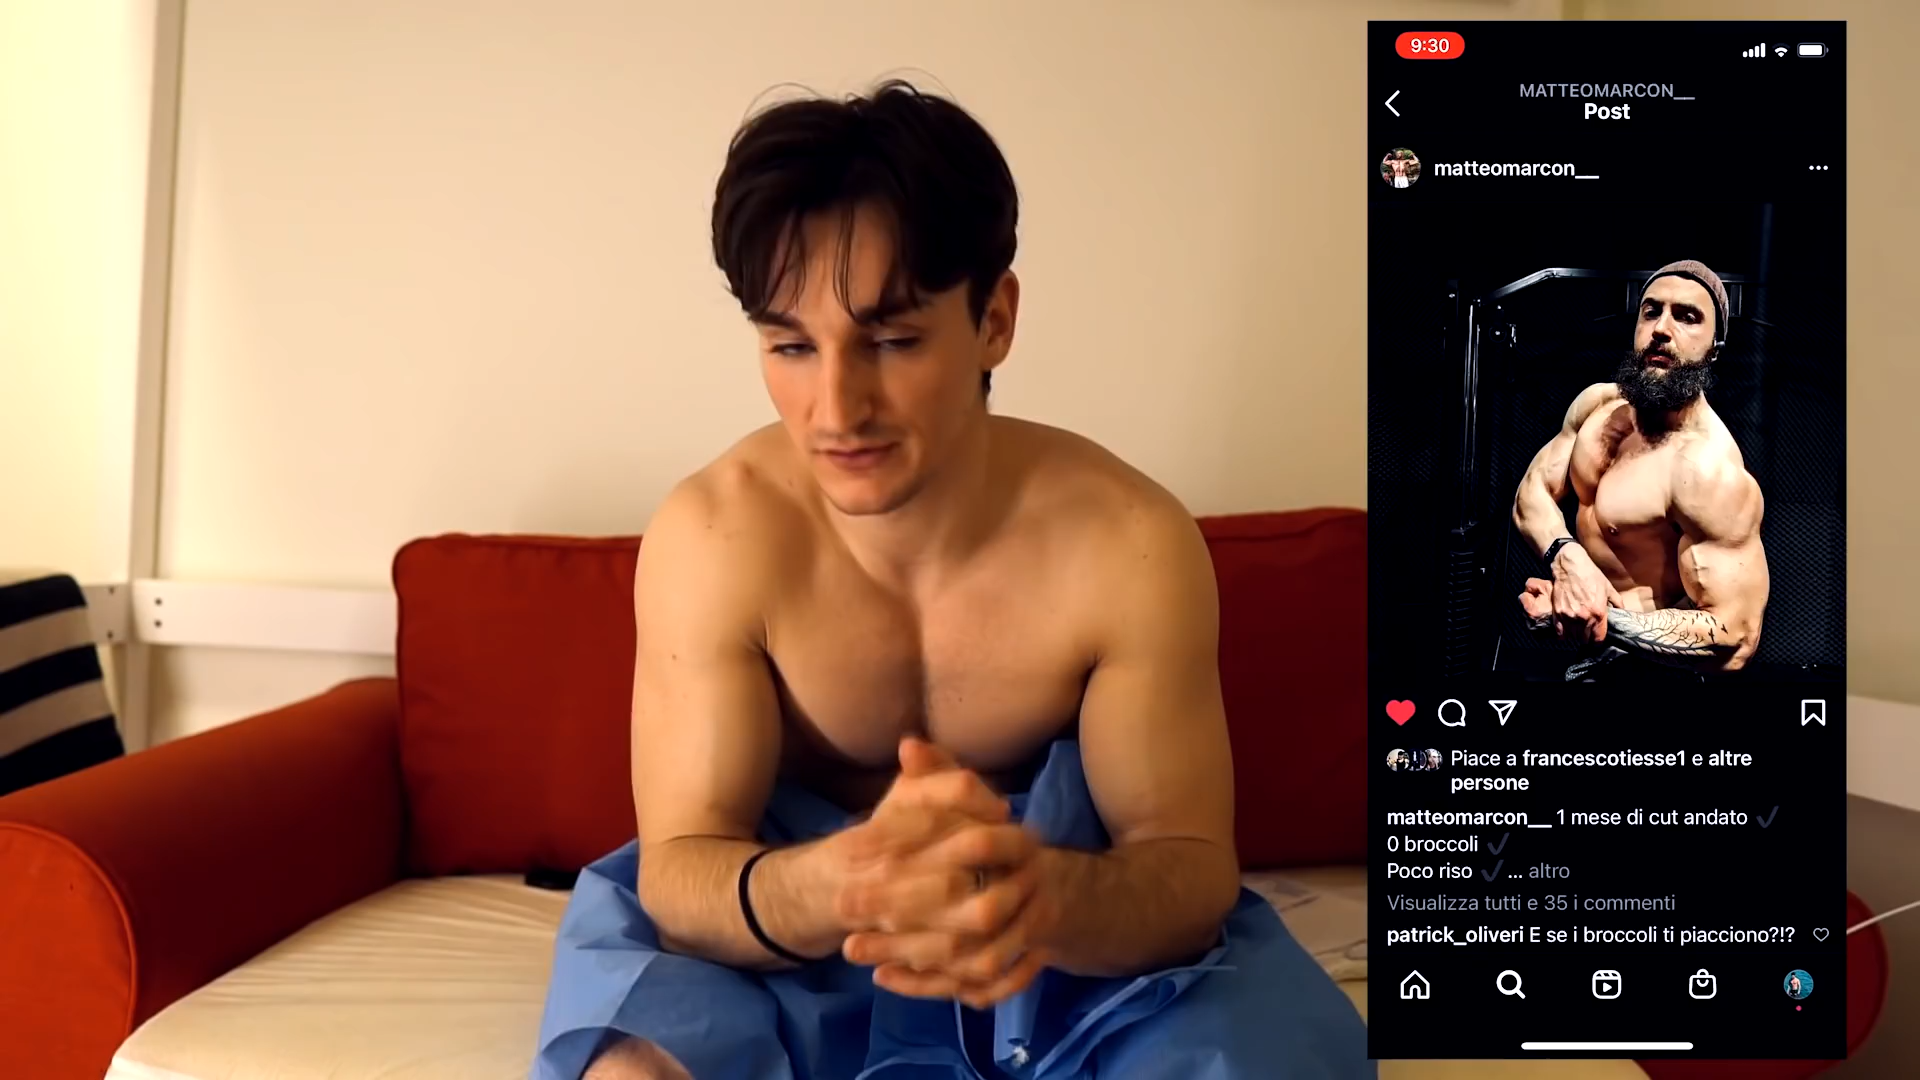 9:30
MATTEOMARCON__
Post
matteomarcon__
Piace a francescotiesse1 e altre
persone
matteomarcon__ 1 mese di cut andato ✓
0 broccoli ✓
Poco riso ✓... altro
Visualizza tutti e 35 i commenti
patrick_oliveri E se i broccoli ti piacciono?!?